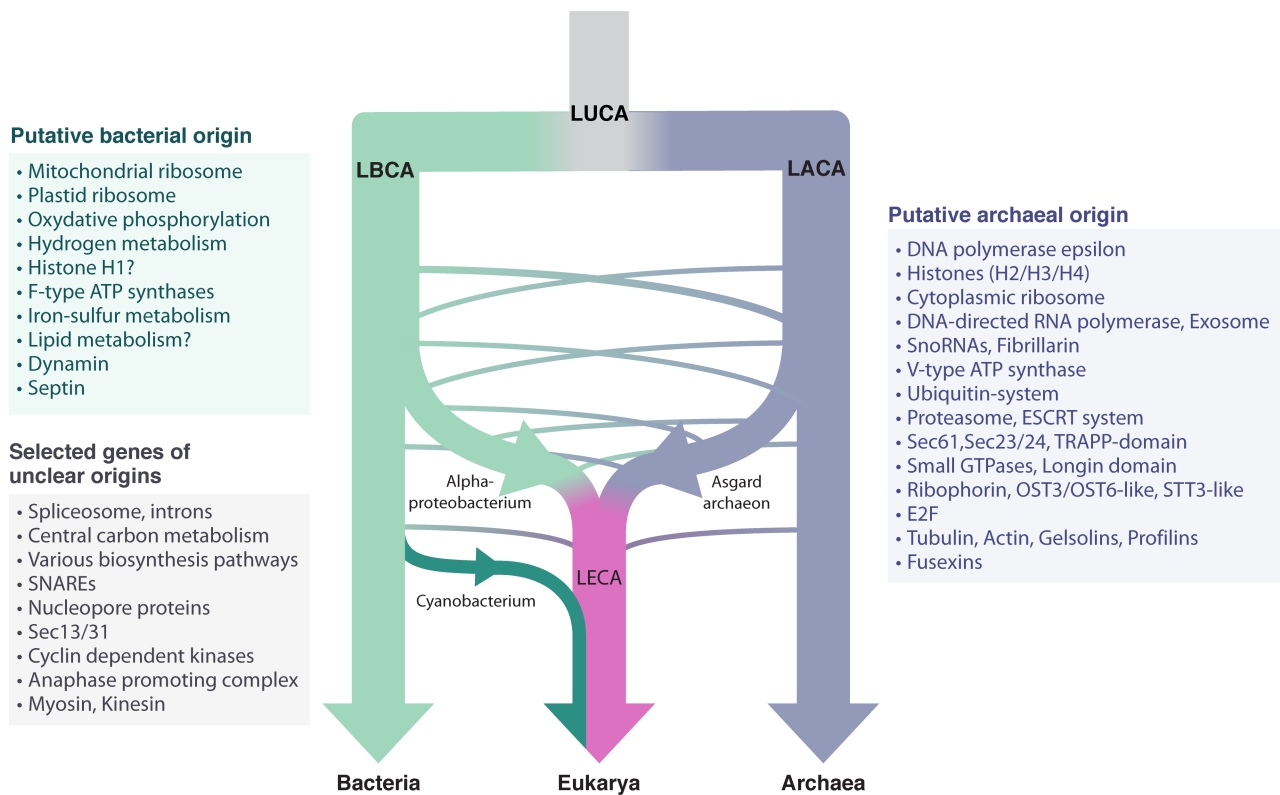 LUCA
LBCA
LACA
Putative bacterial origin
• Mitochondrial ribosome
• Plastid ribosome
• Oxydative phosphorylation
• Hydrogen metabolism
• Histone H1?
• F-type ATP synthases
• Iron-sulfur metabolism
• Lipid metabolism?
• Dynamin
• Septin
Selected genes of
unclear origins
• Spliceosome, introns
• Central carbon metabolism
• Various biosynthesis pathways
• SNAREs
• Nucleopore proteins
• Sec13/31
• Cyclin dependent kinases
• Anaphase promoting complex
• Myosin, Kinesin
Putative archaeal origin
• DNA polymerase epsilon
• Histones (H2/H3/H4)
• Cytoplasmic ribosome
• DNA-directed RNA polymerase, Exosome
• SnoRNAs, Fibrillarin
• V-type ATP synthase
• Ubiquitin-system
• Proteasome, ESCRT system
• Sec61,Sec23/24, TRAPP-domain
• Small GTPases, Longin domain
• Ribophorin, OST3/OST6-like, STT3-like
• E2F
• Tubulin, Actin, Gelsolins, Profilins
• Fusexins
Alpha-
proteobacterium
Asgard
archaeon
LECA
Cyanobacterium
Bacteria
Eukarya
Archaea